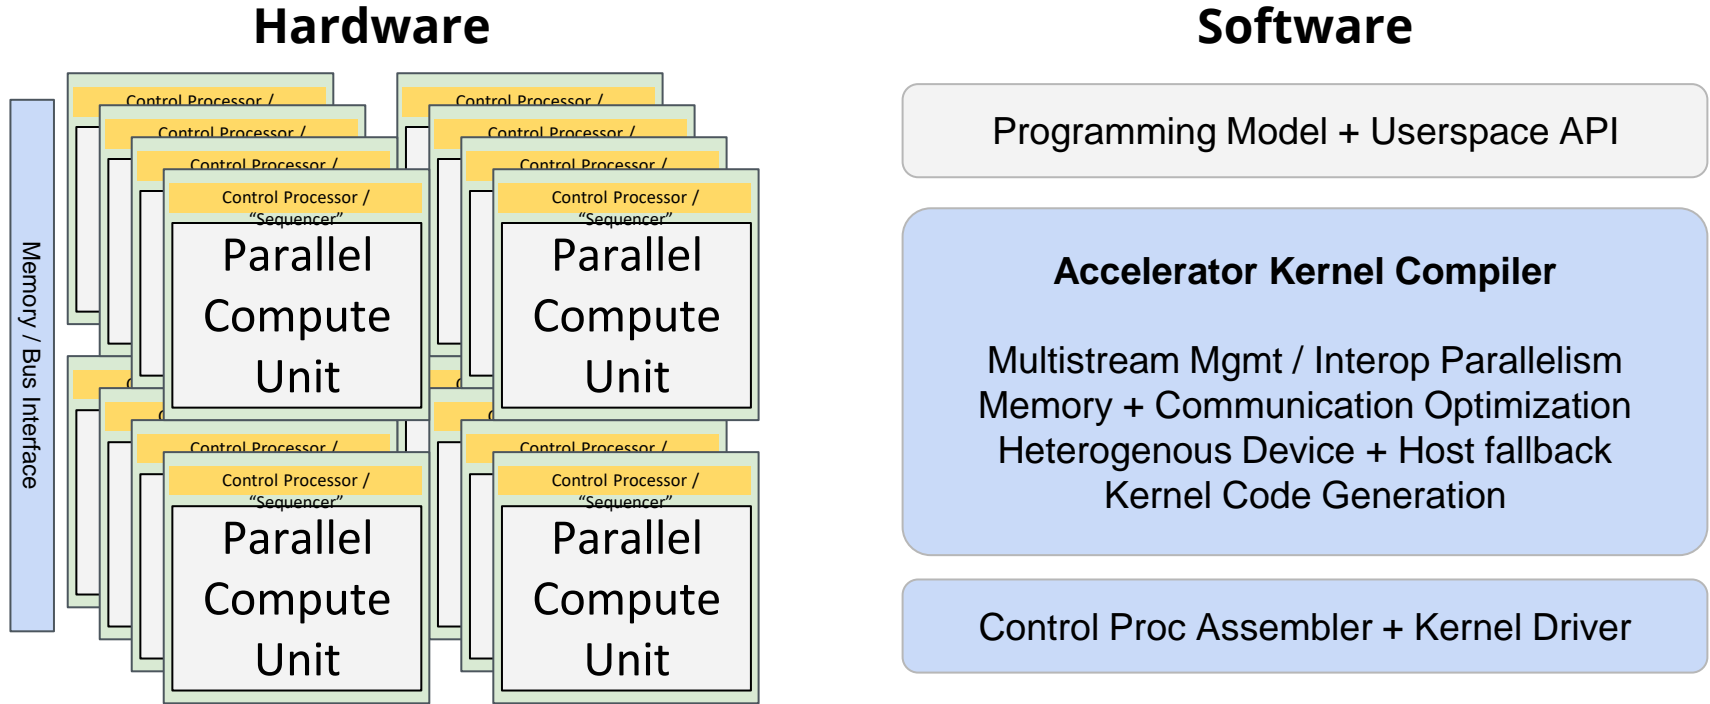 Hardware
Software
Memory / Bus Interface
Control Processor /
Control Processor /
Control Processor /
Control Processor /
“Sequencer”
Parallel
Compute
Unit
Control Processor /
Control Processor /
Control Processor /
Control Processor /
“Sequencer”
Parallel
Compute
Unit
Control Processor /
Control Processor /
“Sequencer”
Parallel
Compute
Unit
Control Processor /
Control Processor /
“Sequencer”
Parallel
Compute
Unit
Programming Model + Userspace API
Accelerator Kernel Compiler
Multistream Mgmt / Interop Parallelism
Memory + Communication Optimization
Heterogenous Device + Host fallback
Kernel Code Generation
Control Proc Assembler + Kernel Driver